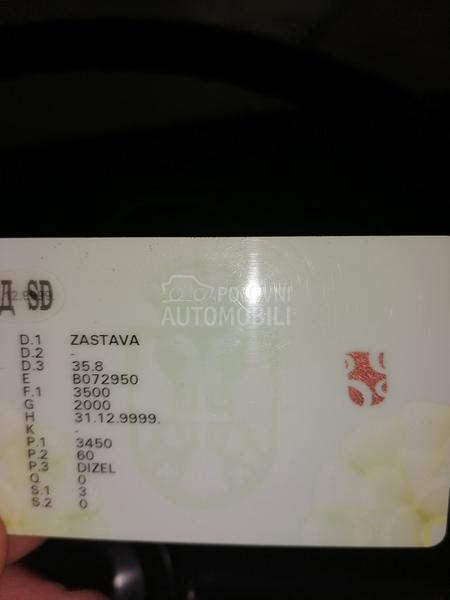 Д SD
POLOVNI
AUTOMOBILI
D.1 ZASTAVA
D.2 -
D.3 35.8
E B072950
F.1 3500
G 2000
H 31.12.9999.
K -
P.1 3450
P.2 60
P.3 DIZEL
Q 0
S.1 3
S.2 0